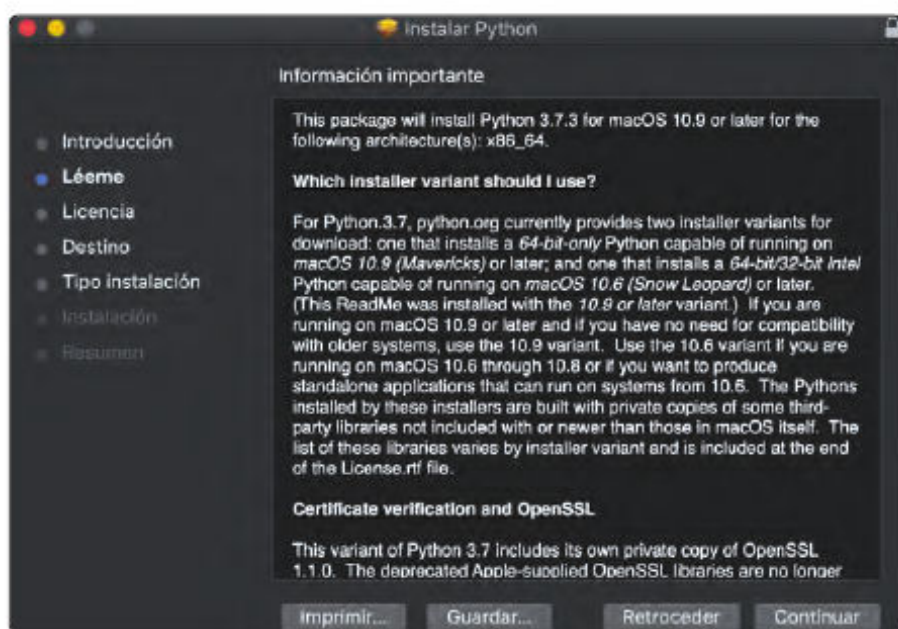 Instalar Python
Información importante
Introducción
Léeme
Licencia
Destino
Tipo instalación
Instalación
Resumen
This package will install Python 3.7.3 for macOS 10.9 or later for the
following architecture(s): x86_64.
Which installer variant should I use?
For Python.3.7, python.org currently provides two installer variants for
download: one that installs a 64-bit-only Python capable of running on
macOS 10.9 (Mavericks) or later; and one that installs a 64-bit/32-bit Intel
Python capable of running on macOS 10.6 (Snow Leopard) or later.
(This ReadMe was installed with the 10.9 or later variant.) If you are
running on macOS 10.9 or later and if you have no need for compatibility
with older systems, use the 10.9 variant. Use the 10.6 variant if you are
running on macOS 10.6 through 10.8 or if you want to produce
standalone applications that can run on systems from 10.6. The Pythons
installed by these installers are built with private copies of some third-
party libraries not included with or newer than those in macOS itself. The
list of these libraries varies by installer variant and is included at the end
of the License.rtf file.
Certificate verification and OpenSSL
This variant of Python 3.7 includes its own private copy of OpenSSL
1.1.0. The deprecated Apple-supplied OpenSSL libraries are no longer
Imprimir...
Guardar...
Retroceder
Continuar